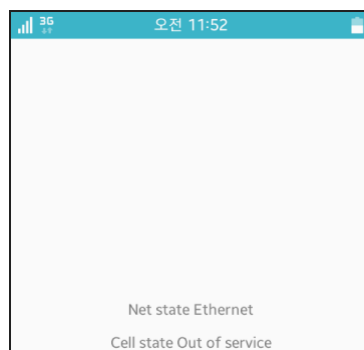 3G 오전 11:52
Net state Ethernet
Cell state Out of service